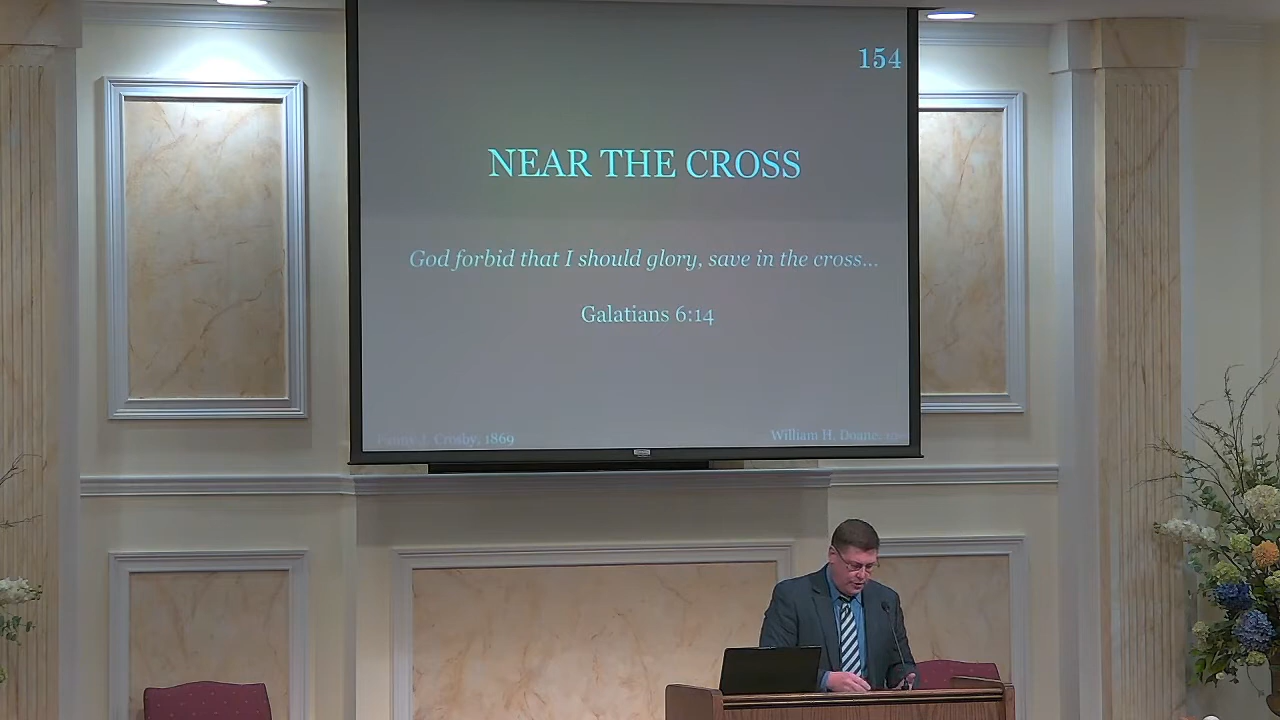 154
NEAR THE CROSS
God forbid that I should glory, save in the cross...
Galatians 6:14
J. Crosby, 1869
William H. Doane,